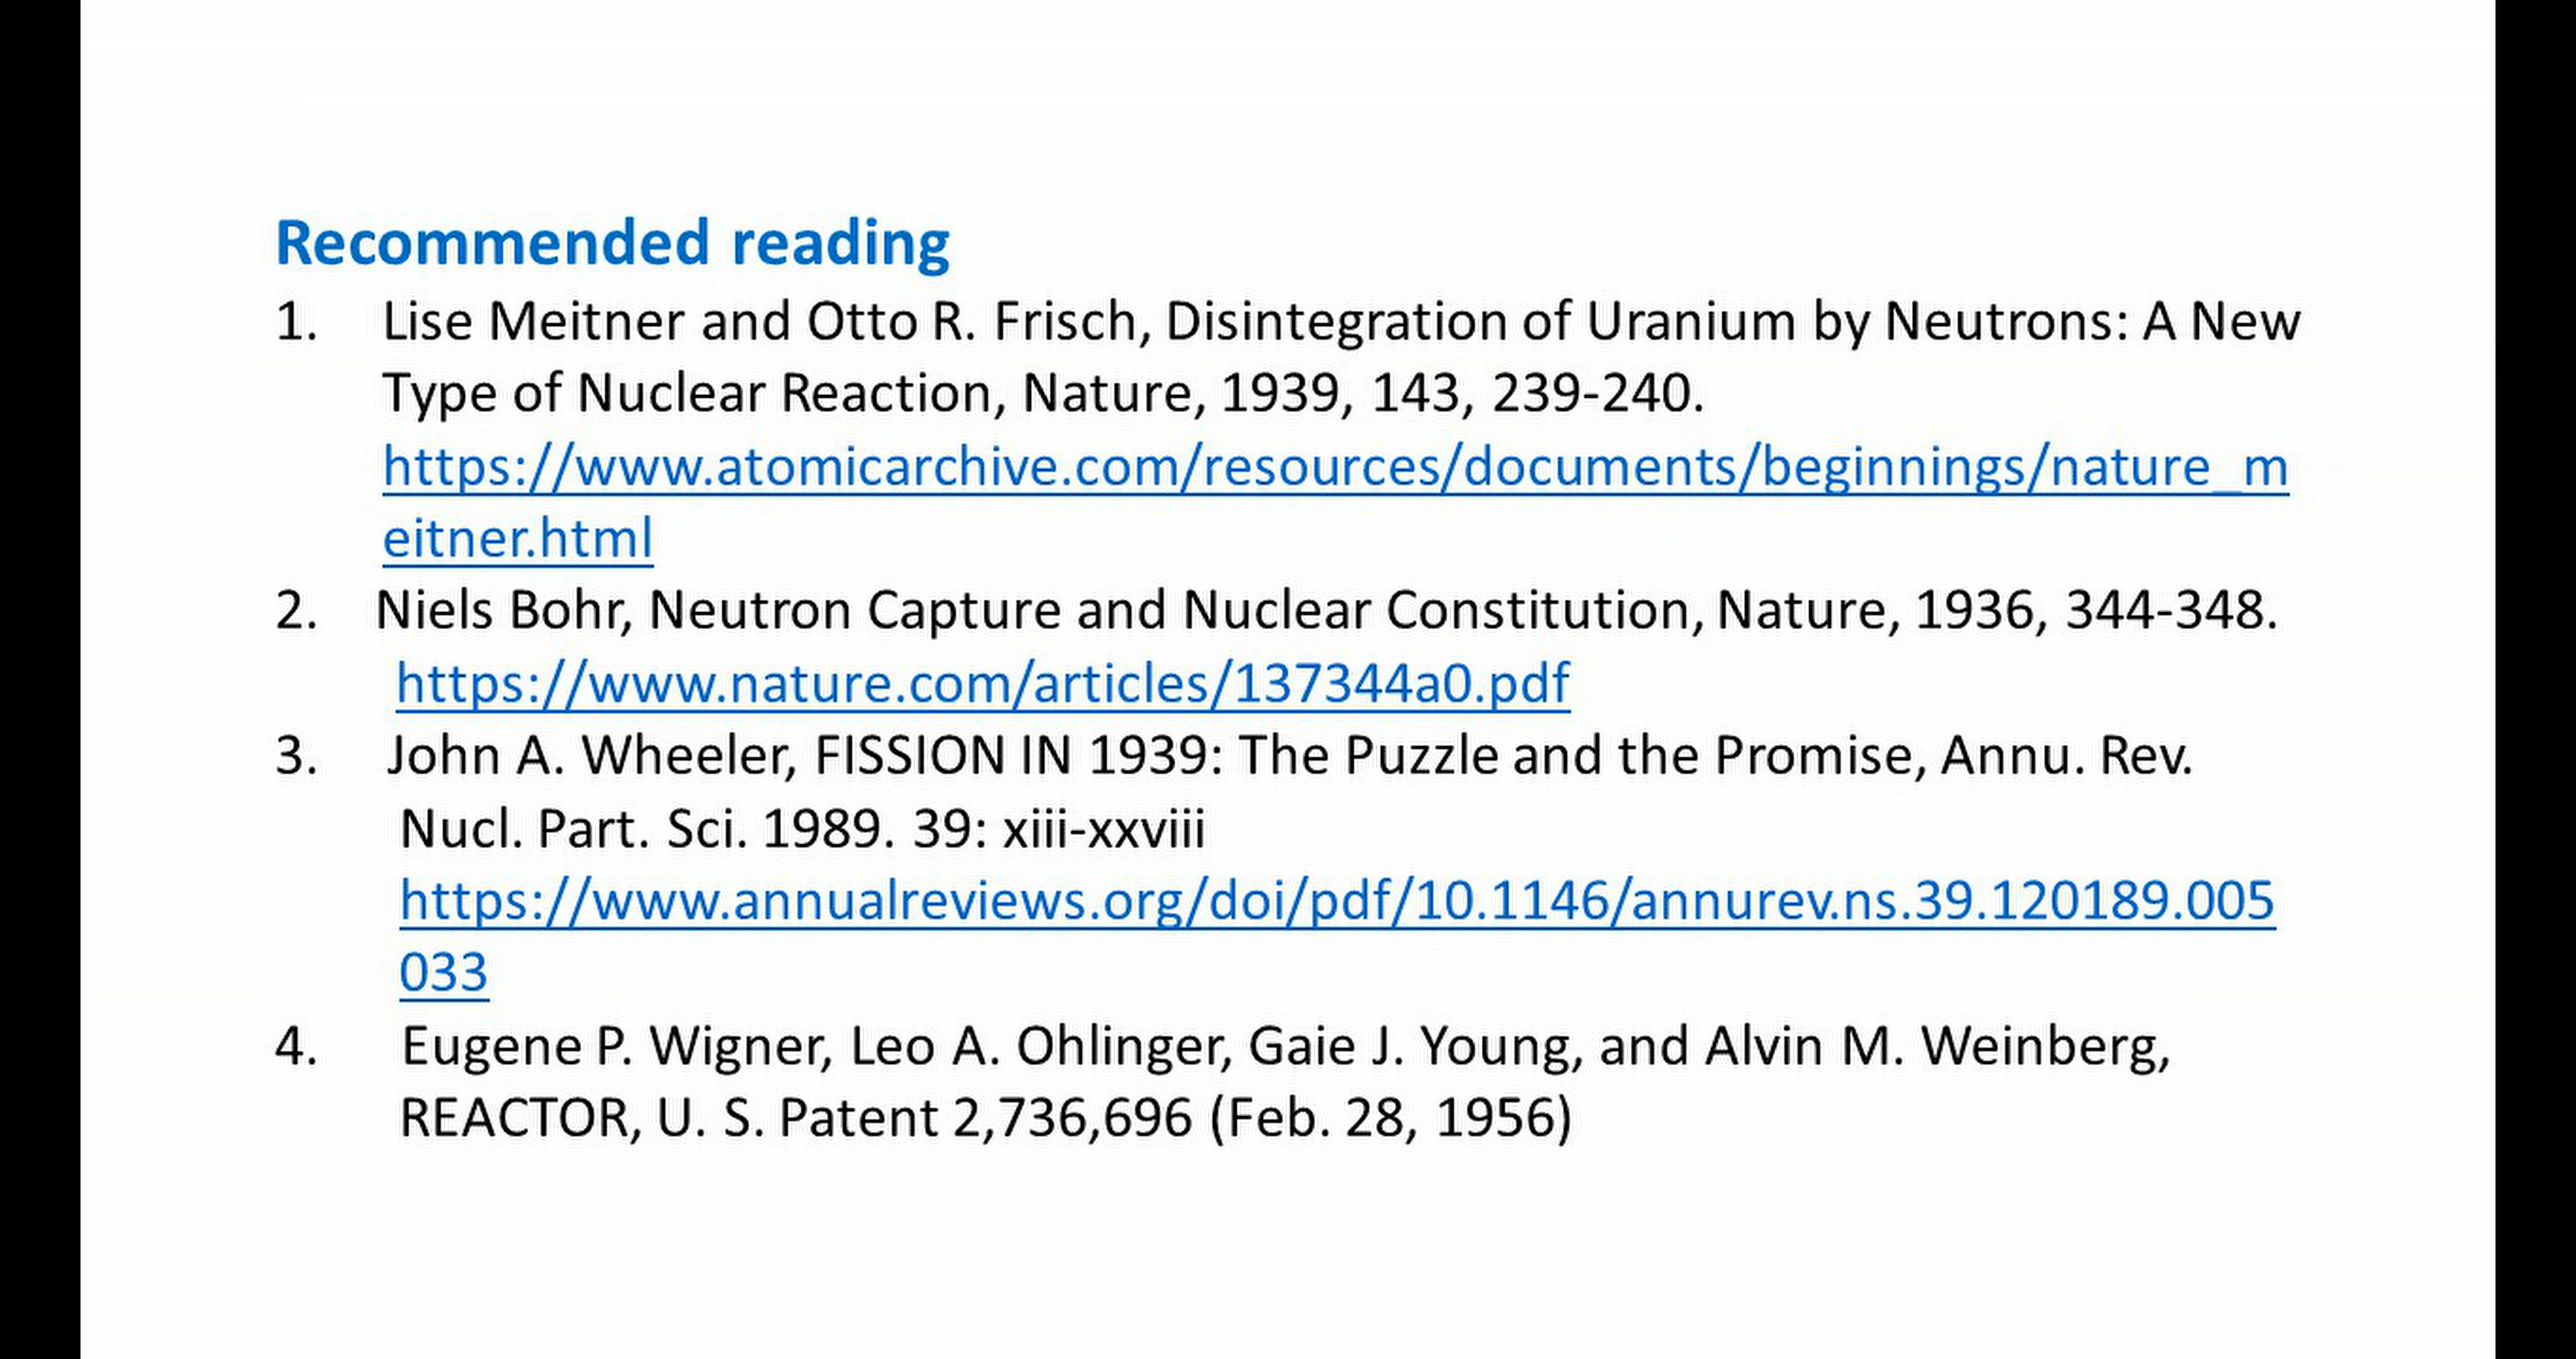 Recommended reading
1. Lise Meitner and Otto R. Frisch, Disintegration of Uranium by Neutrons: A New
Type of Nuclear Reaction, Nature, 1939, 143, 239-240.
https://www.atomicarchive.com/resources/documents/beginnings/nature_m
eitner.html
2. Niels Bohr, Neutron Capture and Nuclear Constitution, Nature, 1936, 344-348.
https://www.nature.com/articles/137344a0.pdf
3. John A. Wheeler, FISSION IN 1939: The Puzzle and the Promise, Annu. Rev.
Nucl. Part. Sci. 1989. 39: xiii-xxviii
https://www.annualreviews.org/doi/pdf/10.1146/annurev.ns.39.120189.005
033
4. Eugene P. Wigner, Leo A. Ohlinger, Gaie J. Young, and Alvin M. Weinberg,
REACTOR, U. S. Patent 2,736,696 (Feb. 28, 1956)